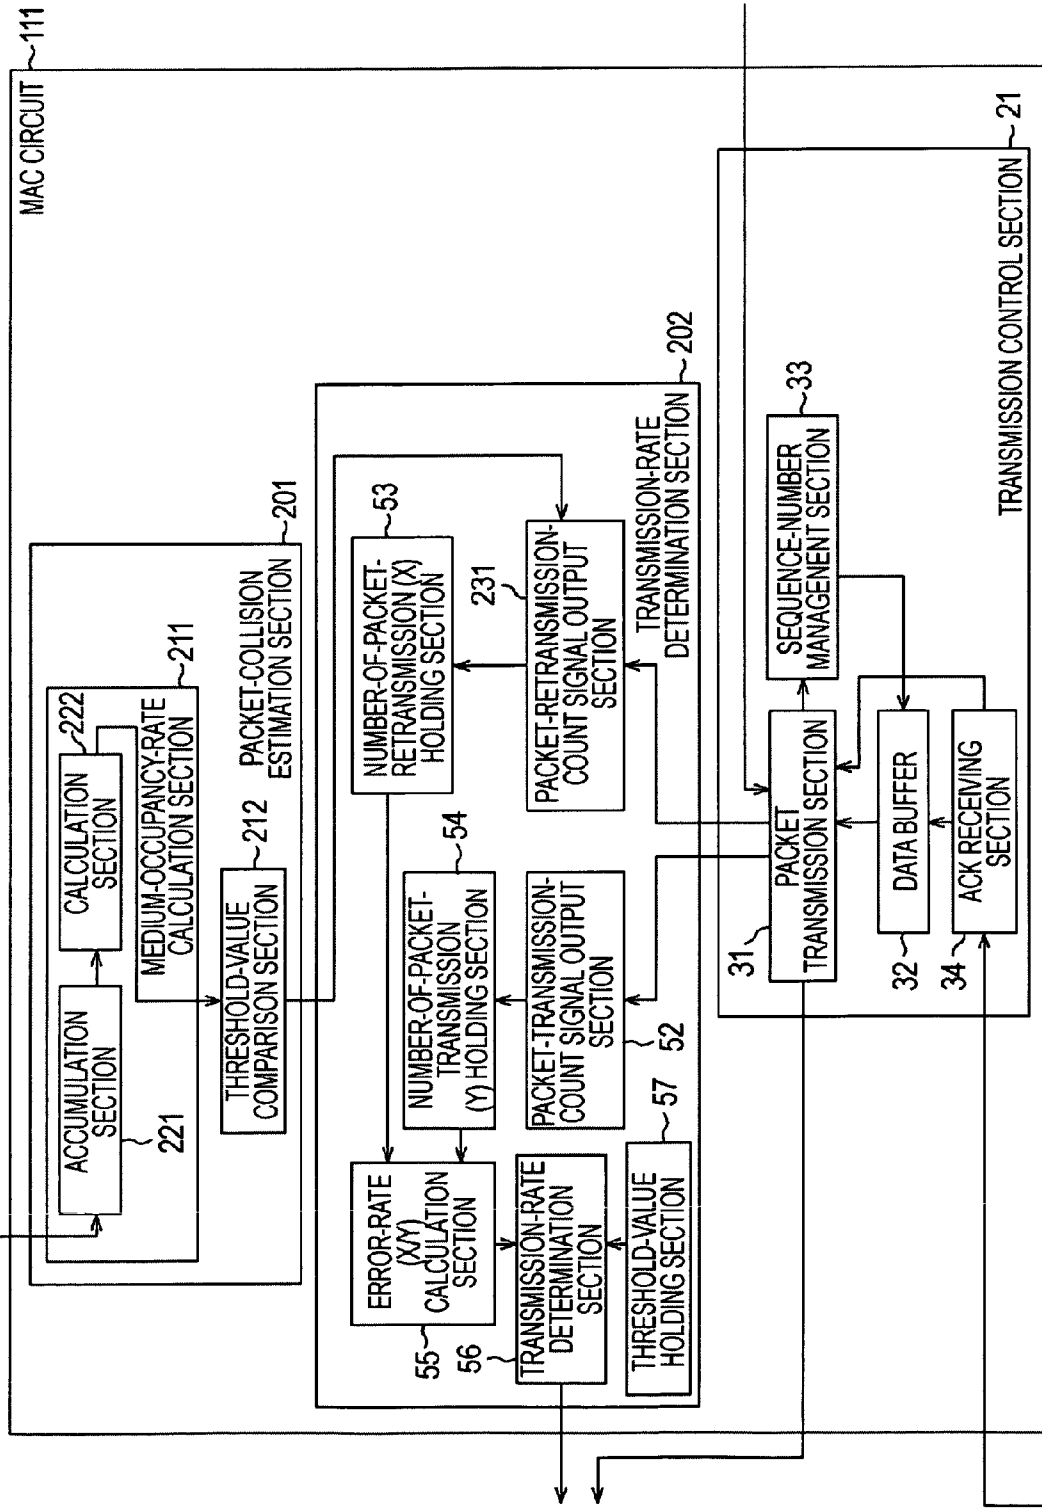 MAC CIRCUIT
111
ACCUMULATION
SECTION
221
CALCULATION
SECTION
222
MEDIUM-OCCUPANCY-RATE
CALCULATION SECTION
211
THRESHOLD-VALUE
COMPARISON SECTION
212
PACKET-COLLISION
ESTIMATION SECTION
201
ERROR-RATE
(X/Y)
CALCULATION
SECTION
55
NUMBER-OF-PACKET-
TRANSMISSION
(Y) HOLDING SECTION
54
NUMBER-OF-PACKET-
RETRANSMISSION (X)
HOLDING SECTION
53
TRANSMISSION-RATE
DETERMINATION
SECTION
56
PACKET-TRANSMISSION-
COUNT SIGNAL OUTPUT
SECTION
52
PACKET-RETRANSMISSION-
COUNT SIGNAL OUTPUT
SECTION
231
THRESHOLD-VALUE
HOLDING SECTION
57
TRANSMISSION-RATE
DETERMINATION SECTION
202
PACKET
TRANSMISSION SECTION
31
SEQUENCE-NUMBER
MANAGENENT SECTION
33
DATA BUFFER
32
ACK RECEIVING
SECTION
34
TRANSMISSION CONTROL SECTION
21